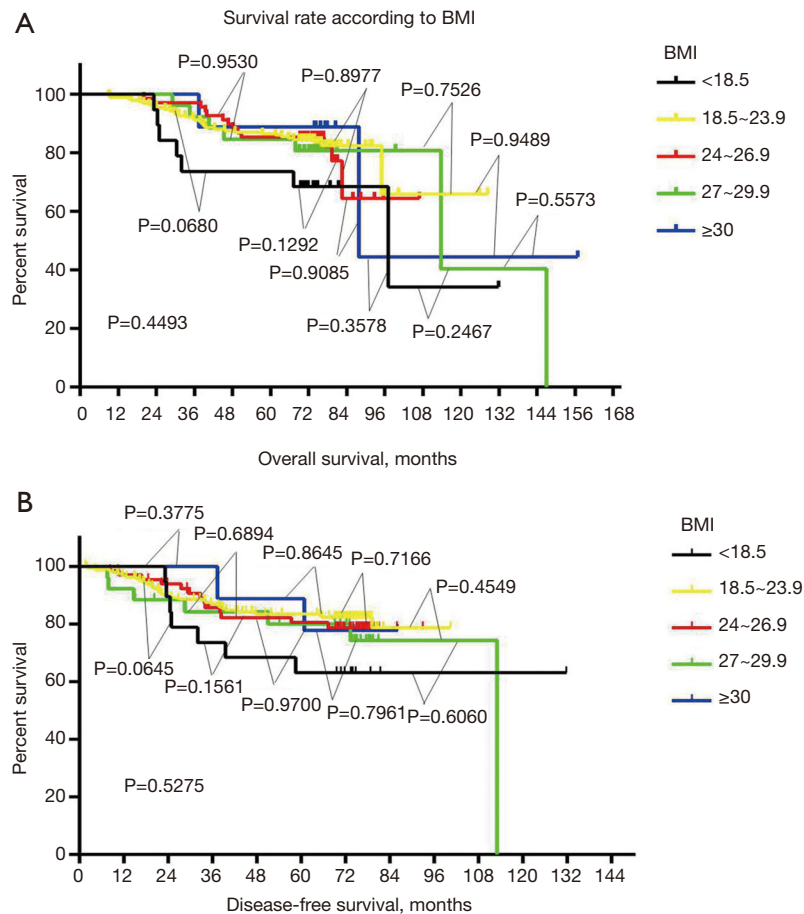 A
Survival rate according to BMI
P=0.9530
P=0.8977
P=0.7526
P=0.9489
P=0.5573
P=0.0680
P=0.1292
P=0.9085
P=0.3578
P=0.2467
P=0.4493
Percent survival
100
80
60
40
20
0
0 12 24 36 48 60 72 84 96 108 120 132 144 156 168
Overall survival, months
BMI
<18.5
18.5~23.9
24~26.9
27~29.9
≥30
B
P=0.3775
P=0.6894
P=0.8645
P=0.7166
P=0.4549
P=0.0645
P=0.1561
P=0.9700
P=0.7961
P=0.6060
P=0.5275
Percent survival
100
80
60
40
20
0
0 12 24 36 48 60 72 84 96 108 120 132 144
Disease-free survival, months
BMI
<18.5
18.5~23.9
24~26.9
27~29.9
≥30